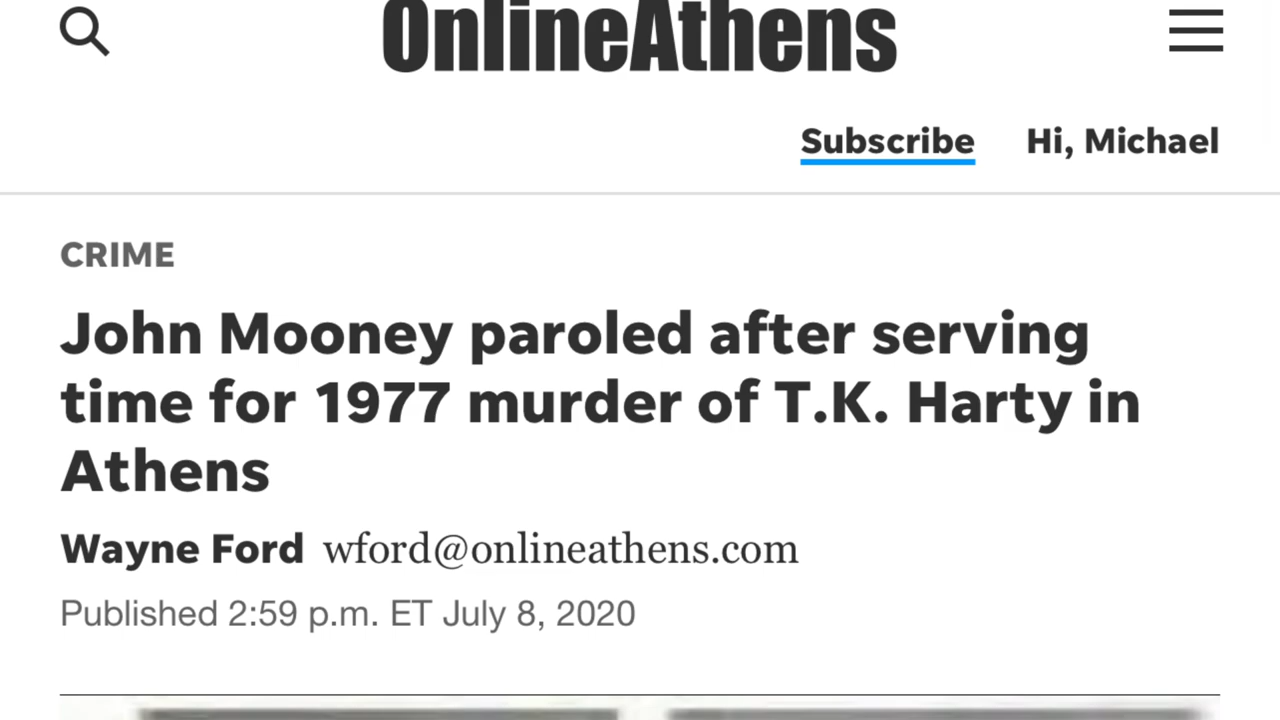 OnlineAthens
Subscribe
Hi, Michael
CRIME
John Mooney paroled after serving
time for 1977 murder of T.K. Harty in
Athens
Wayne Ford wford@onlineathens.com
Published 2:59 p.m. ET July 8, 2020